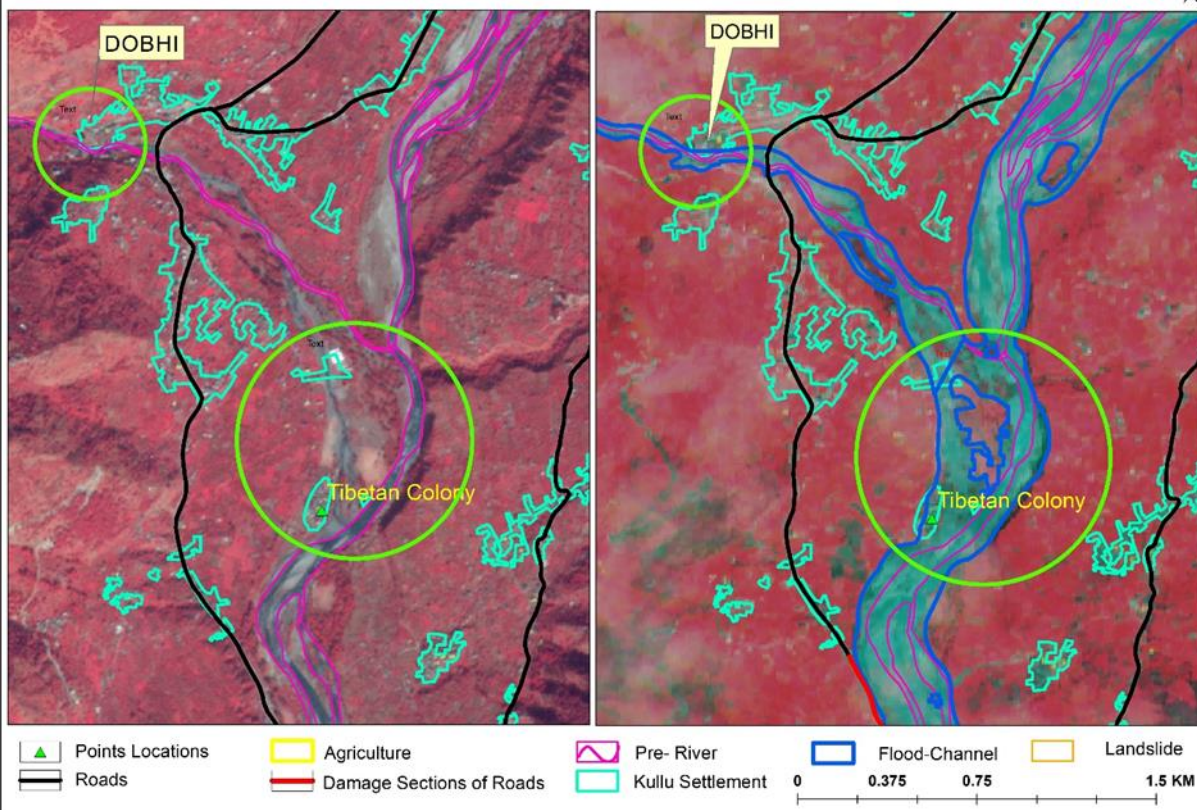 DOBHI
Text
Text
Tibetan Colony
DOBHI
Text
Text
Tibetan Colony
Points Locations
Agriculture
Pre- River
Flood-Channel
Landslide
Roads
Damage Sections of Roads
Kullu Settlement
0 0.375 0.75 1.5 KM